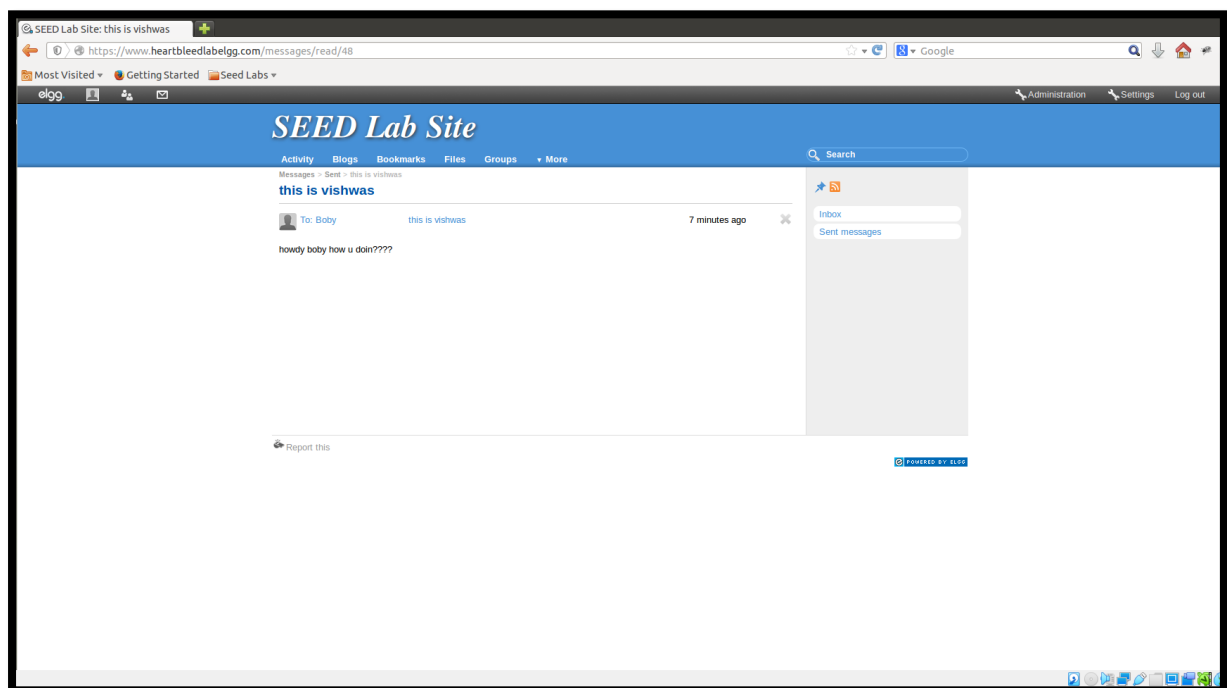 SEED Lab Site: this is vishwas
https://www.heartbleedlabelgg.com/messages/read/48
Google
Most Visited
Getting Started
Seed Labs
elgg
Administration
Settings
Log out
SEED Lab Site
Activity
Blogs
Bookmarks
Files
Groups
More
Search
Messages > Sent > this is vishwas
this is vishwas
To: Boby
this is vishwas
7 minutes ago
Inbox
Sent messages
howdy boby how u doin????
Report this
POWERED BY ELGG